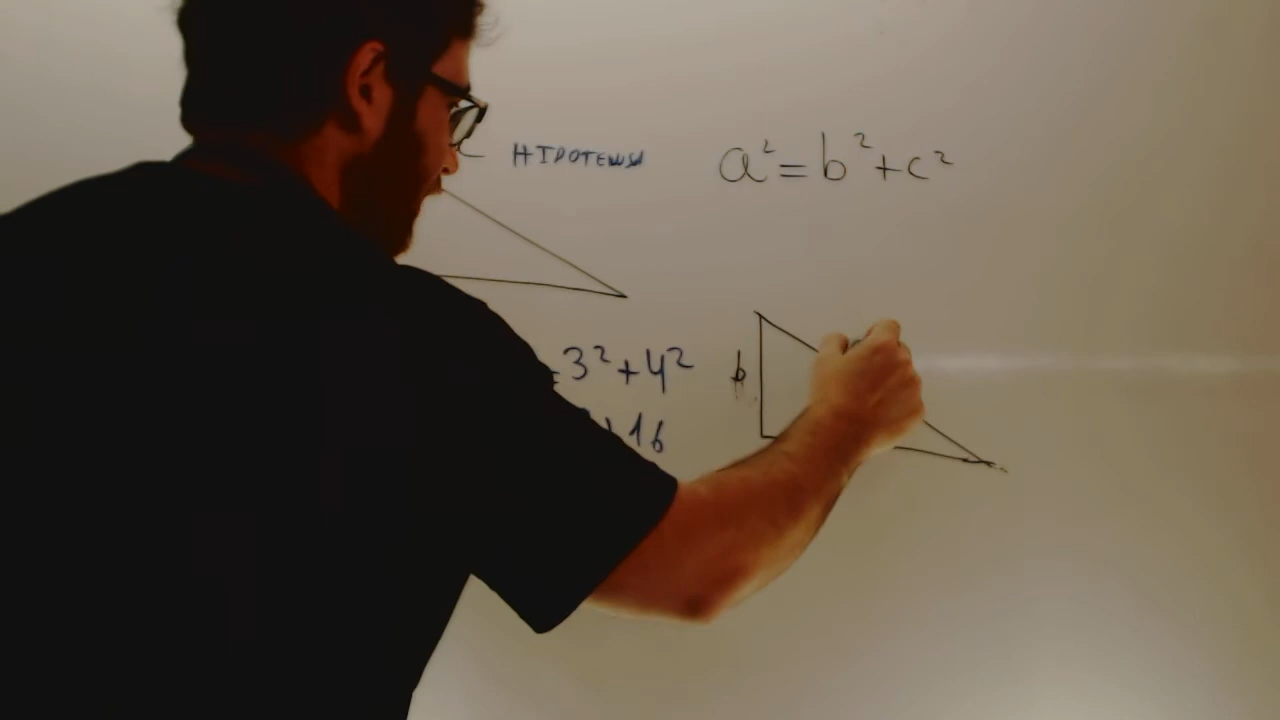 HIPOTENUSA
a²=b²+c²
=3²+4²
+16
b